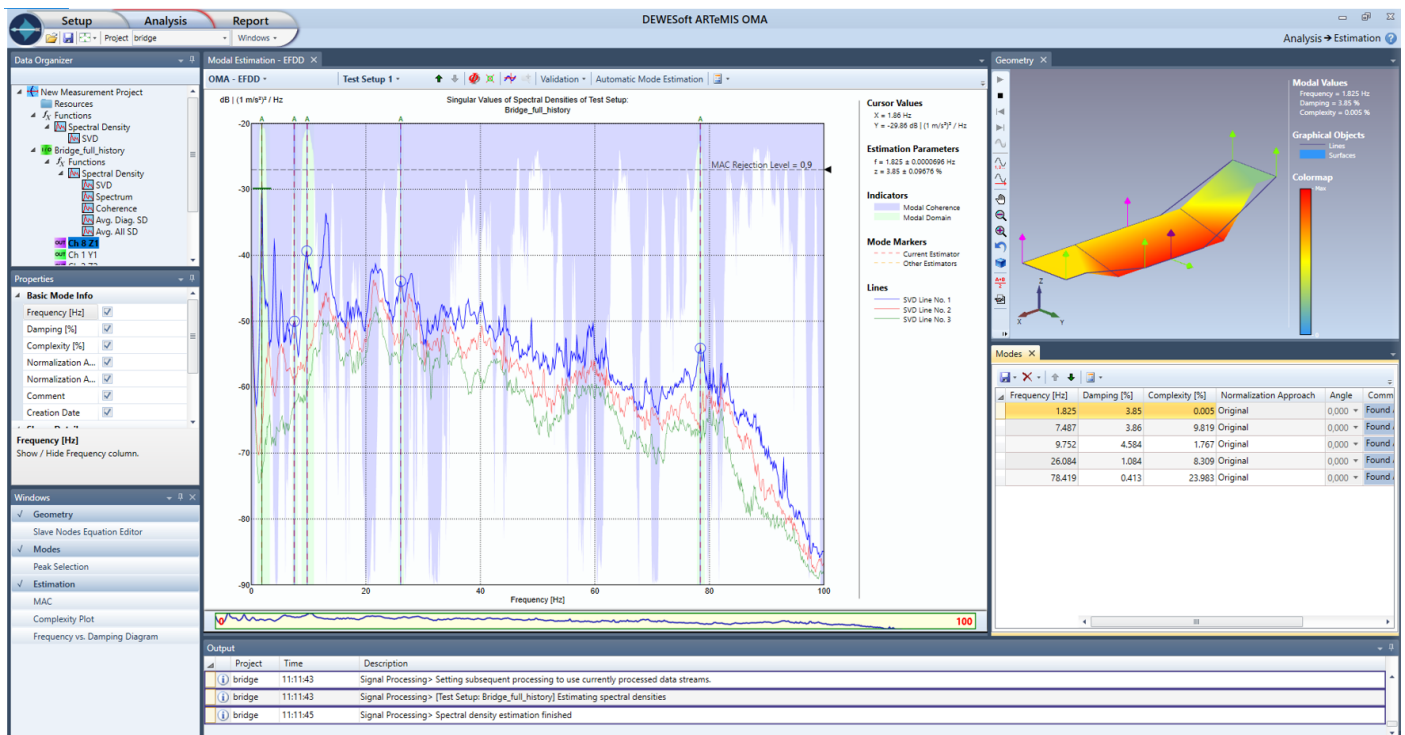 Setup Analysis Report
DEWESoft ARTeMIS OMA
Project bridge Windows
Analysis → Estimation
Data Organizer
New Measurement Project
Resources
Functions
Spectral Density
SVD
Bridge_full_history
Functions
Spectral Density
SVD
Spectrum
Coherence
Avg. Diag. SD
Avg. All SD
OUT Ch 8 Z1
OUT Ch 1 Y1
Properties
Basic Mode Info
Frequency [Hz]
Damping [%]
Complexity [%]
Normalization A...
Normalization A...
Comment
Creation Date
Frequency [Hz]
Show / Hide Frequency column.
Windows
√ Geometry
Slave Nodes Equation Editor
√ Modes
Peak Selection
√ Estimation
MAC
Complexity Plot
Frequency vs. Damping Diagram
Modal Estimation - EFDD
OMA - EFDD Test Setup 1 Validation Automatic Mode Estimation
dB | (1 m/s²)² / Hz
Singular Values of Spectral Densities of Test Setup:
Bridge_full_history
A A A A A
MAC Rejection Level = 0,9
-20
-30
-40
-50
-60
-70
-80
-90
0 20 40 60 80 100
Frequency [Hz]
0 100
Cursor Values
X = 1.86 Hz
Y = -29.86 dB | (1 m/s²)² / Hz
Estimation Parameters
f = 1.825 ± 0.0000696 Hz
z = 3.85 ± 0.09676 %
Indicators
Modal Coherence
Modal Domain
Mode Markers
Current Estimator
Other Estimators
Lines
SVD Line No. 1
SVD Line No. 2
SVD Line No. 3
Geometry
Modal Values
Frequency = 1.825 Hz
Damping = 3.85 %
Complexity = 0.005 %
Graphical Objects
Lines
Surfaces
Colormap
Max
Z
X
Y
Modes
Frequency [Hz] Damping [%] Complexity [%] Normalization Approach Angle Comm
1.825 3.85 0.005 Original 0,000 Found
7.487 3.86 9.819 Original 0,000 Found
9.752 4.584 1.767 Original 0,000 Found
26.084 1.084 8.309 Original 0,000 Found
78.419 0.413 23.983 Original 0,000 Found
Output
Project Time Description
bridge 11:11:43 Signal Processing> Setting subsequent processing to use currently processed data streams.
bridge 11:11:43 Signal Processing> [Test Setup: Bridge_full_history] Estimating spectral densities
bridge 11:11:45 Signal Processing> Spectral density estimation finished